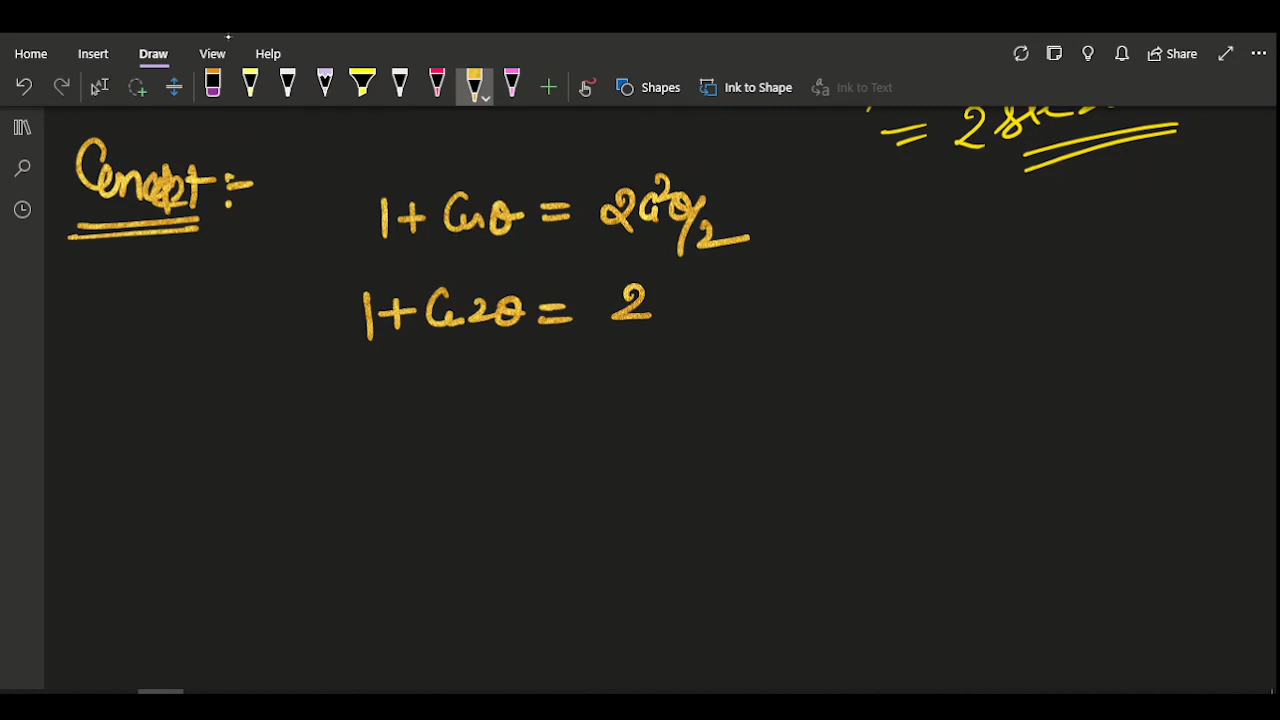 Home Insert Draw View Help Share
Shapes Ink to Shape Ink to Text
= 2
Concept :-
1 + Cosθ = 2C²θ/2
1 + Cos2θ = 2